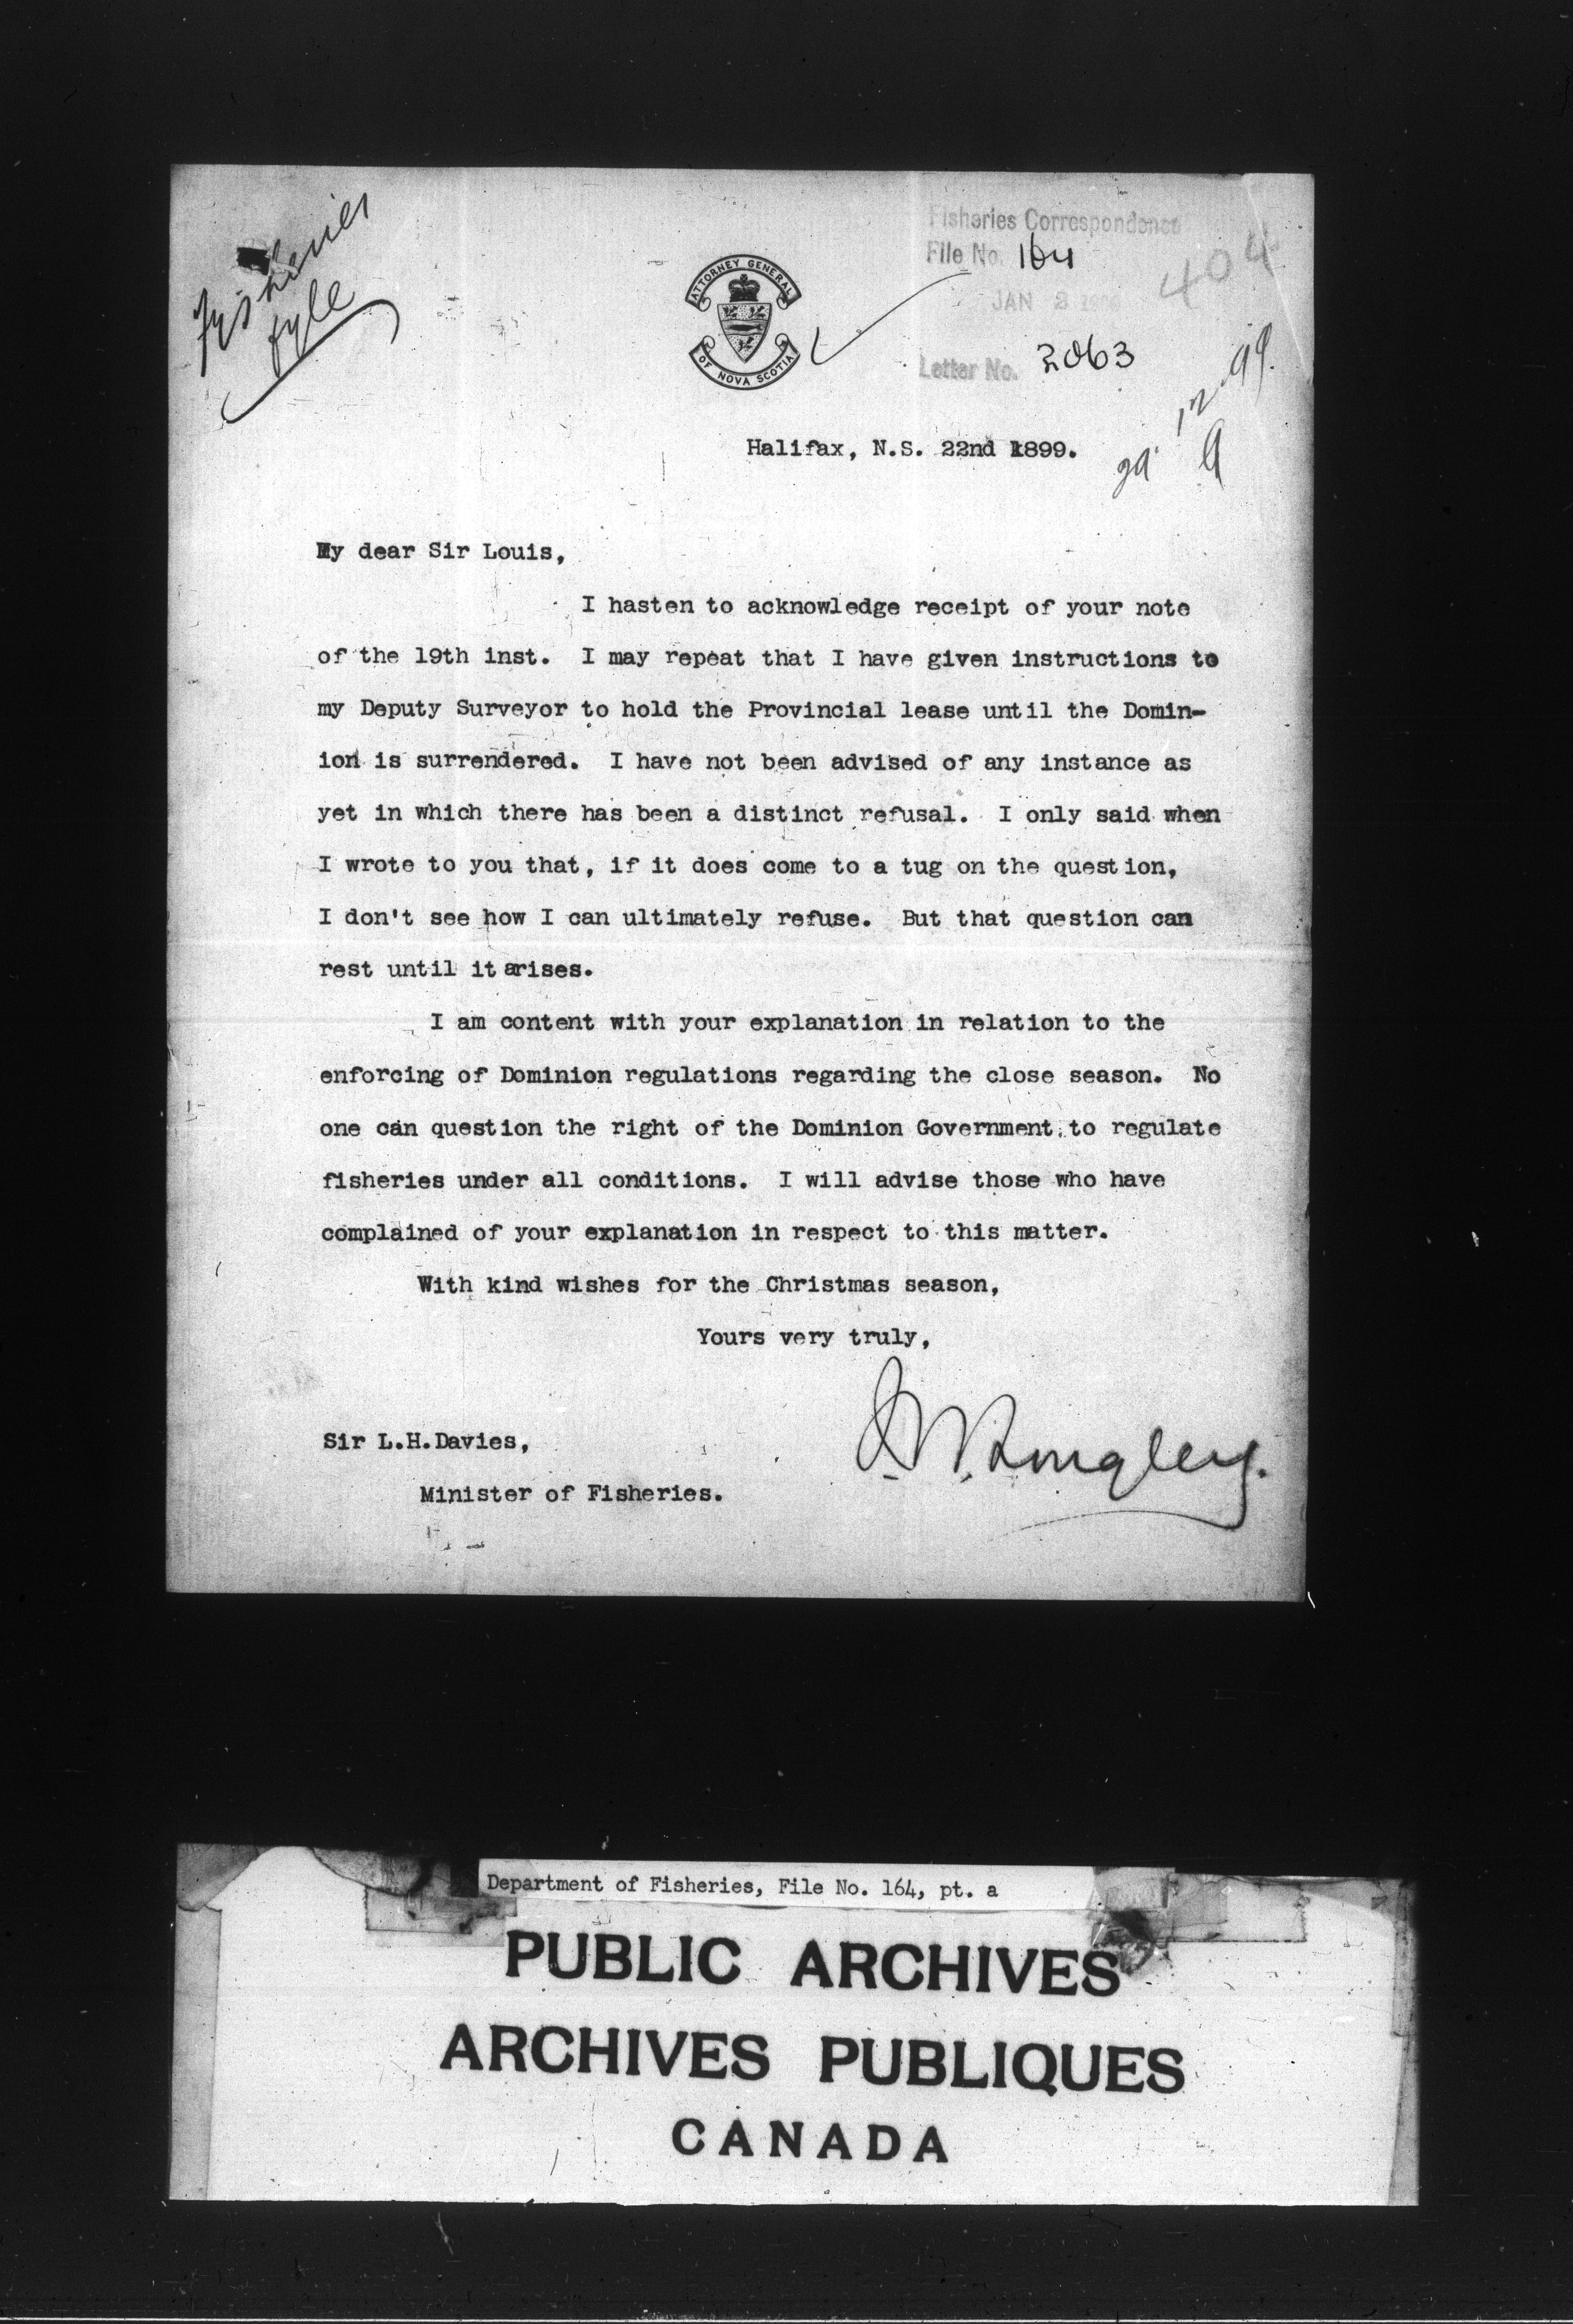 Fisheries
fyle
ATTORNEY GENERAL
OF NOVA SCOTIA
Fisheries Correspondence
File No. 164
404
JAN 2
Letter No. 2063
29.12.99.
Halifax, N.S. 22nd 1899.
My dear Sir Louis,
I hasten to acknowledge receipt of your note
of the 19th inst. I may repeat that I have given instructions to
my Deputy Surveyor to hold the Provincial lease until the Domin-
ion is surrendered. I have not been advised of any instance as
yet in which there has been a distinct refusal. I only said when
I wrote to you that, if it does come to a tug on the question,
I don't see how I can ultimately refuse. But that question can
rest until it arises.
I am content with your explanation in relation to the
enforcing of Dominion regulations regarding the close season. No
one can question the right of the Dominion Government to regulate
fisheries under all conditions. I will advise those who have
complained of your explanation in respect to this matter.
With kind wishes for the Christmas season,
Yours very truly,
J.W. Longley.
Sir L.H.Davies,
Minister of Fisheries.
Department of Fisheries, File No. 164, pt. a
PUBLIC ARCHIVES
ARCHIVES PUBLIQUES
CANADA